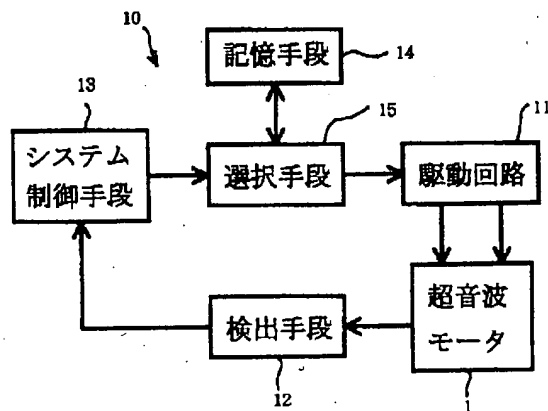 10
記憶手段
14
13
15
11
システム
制御手段
選択手段
駆動回路
検出手段
12
超音波
モータ
1